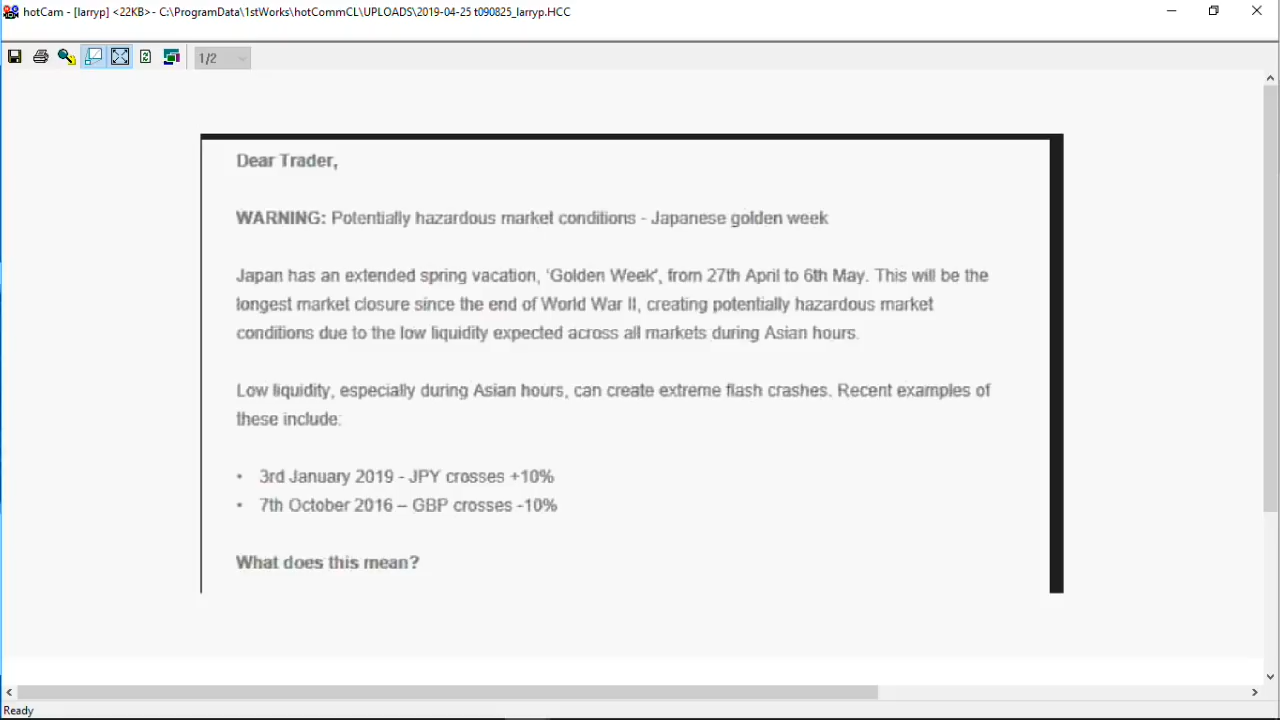 hotCam - [larryp] <22KB>- C:\ProgramData\1stWorks\hotCommCL\UPLOADS\2019-04-25 t090825_larryp.HCC
1/2
Dear Trader,
WARNING: Potentially hazardous market conditions - Japanese golden week
Japan has an extended spring vacation, 'Golden Week', from 27th April to 6th May. This will be the
longest market closure since the end of World War II, creating potentially hazardous market
conditions due to the low liquidity expected across all markets during Asian hours.
Low liquidity, especially during Asian hours, can create extreme flash crashes. Recent examples of
these include:
• 3rd January 2019 - JPY crosses +10%
• 7th October 2016 – GBP crosses -10%
What does this mean?
Ready